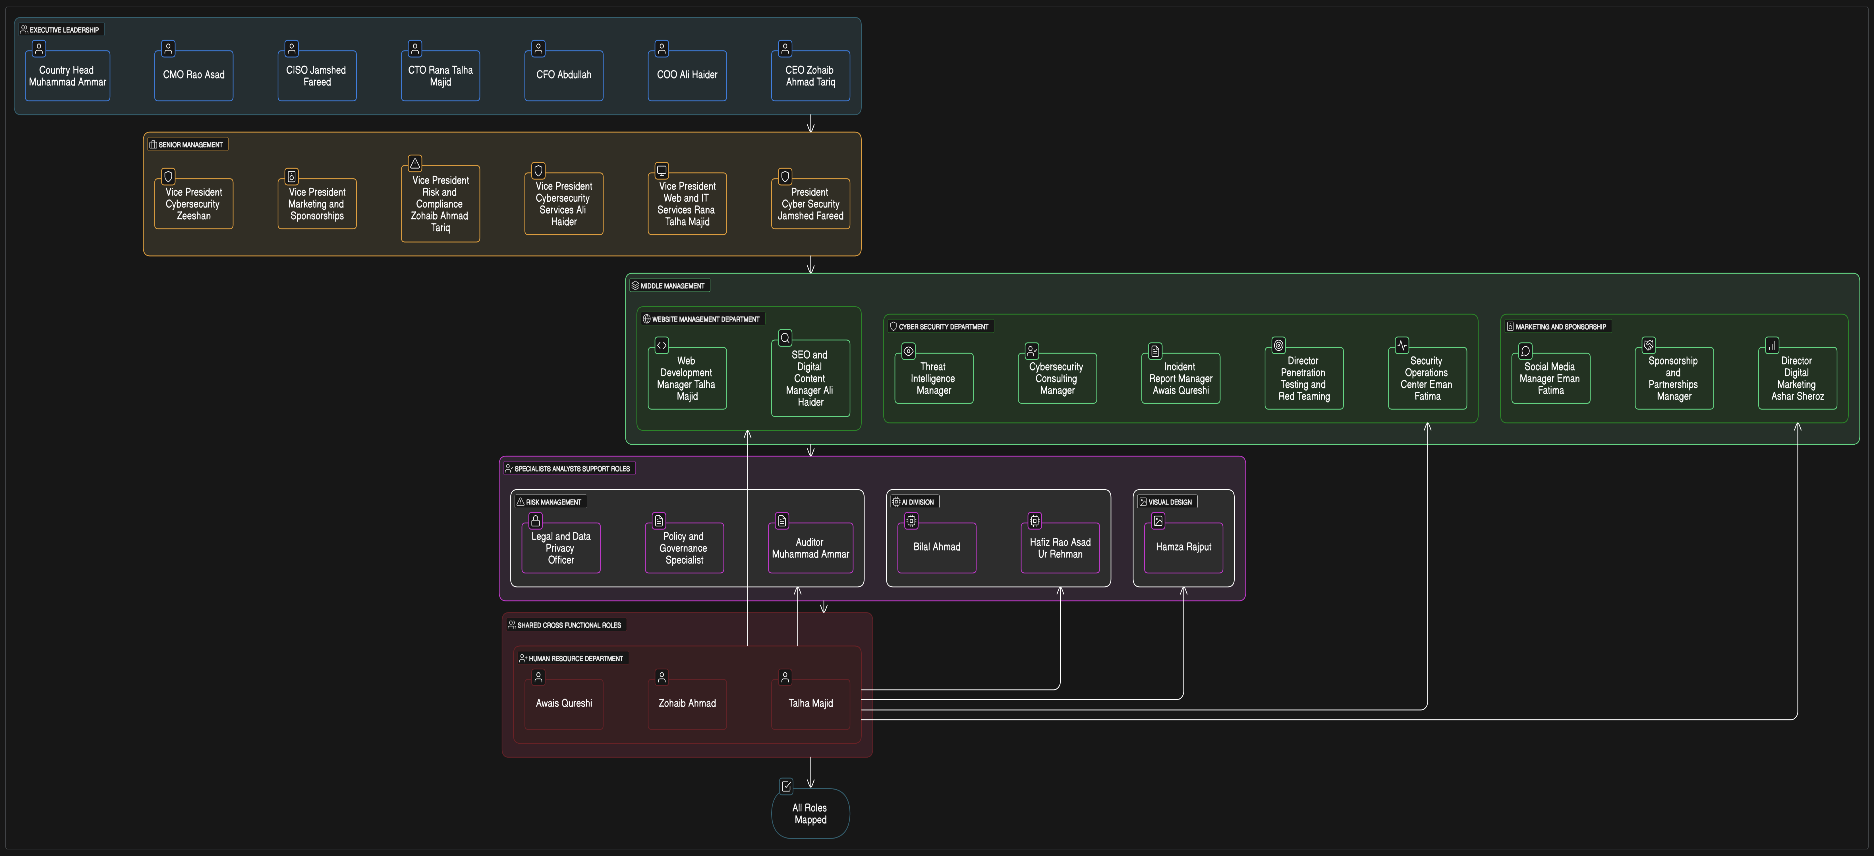 EXECUTIVE LEADERSHIP
Country Head
Muhammad Ammar
CMO Rao Asad
CISO Jamshed
Fareed
CTO Rana Talha
Majid
CFO Abdullah
COO Ali Haider
CEO Zohaib
Ahmad Tariq
SENIOR MANAGEMENT
Vice President
Cybersecurity
Zeeshan
Vice President
Marketing and
Sponsorships
Vice President
Risk and
Compliance
Zohaib Ahmad
Tariq
Vice President
Cybersecurity
Services Ali
Haider
Vice President
Web and IT
Services Rana
Talha Majid
President
Cyber Security
Jamshed Fareed
MIDDLE MANAGEMENT
WEBSITE MANAGEMENT DEPARTMENT
Web
Development
Manager Talha
Majid
SEO and
Digital
Content
Manager Ali
Haider
CYBER SECURITY DEPARTMENT
Threat
Intelligence
Manager
Cybersecurity
Consulting
Manager
Incident
Report Manager
Awais Qureshi
Director
Penetration
Testing and
Red Teaming
Security
Operations
Center Eman
Fatima
MARKETING AND SPONSORSHIP
Social Media
Manager Eman
Fatima
Sponsorship
and
Partnerships
Manager
Director
Digital
Marketing
Ashar Sheroz
SPECIALISTS ANALYSTS SUPPORT ROLES
RISK MANAGEMENT
Legal and Data
Privacy
Officer
Policy and
Governance
Specialist
Auditor
Muhammad Ammar
AI DIVISION
Bilal Ahmad
Hafiz Rao Asad
Ur Rehman
VISUAL DESIGN
Hamza Rajput
SHARED CROSS FUNCTIONAL ROLES
HUMAN RESOURCE DEPARTMENT
Awais Qureshi
Zohaib Ahmad
Talha Majid
All Roles
Mapped